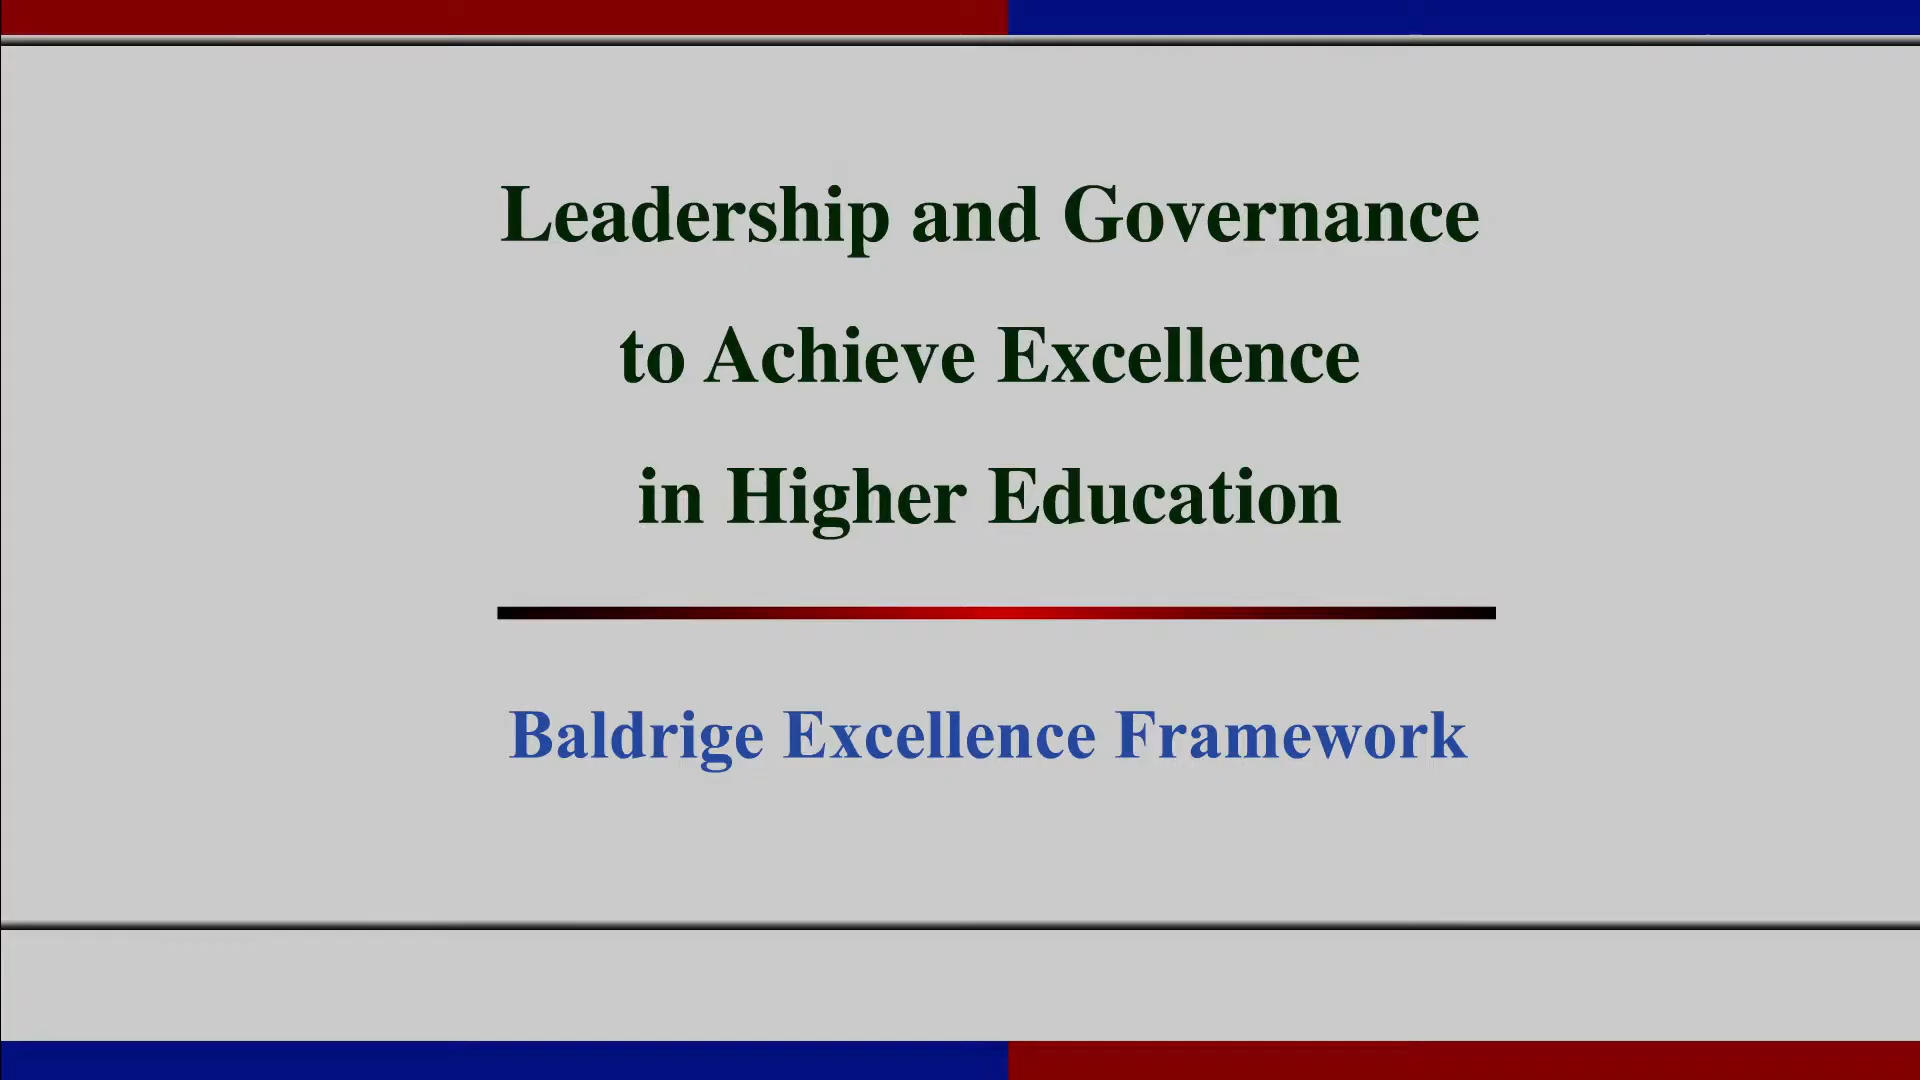 Leadership and Governance
to Achieve Excellence
in Higher Education
Baldrige Excellence Framework